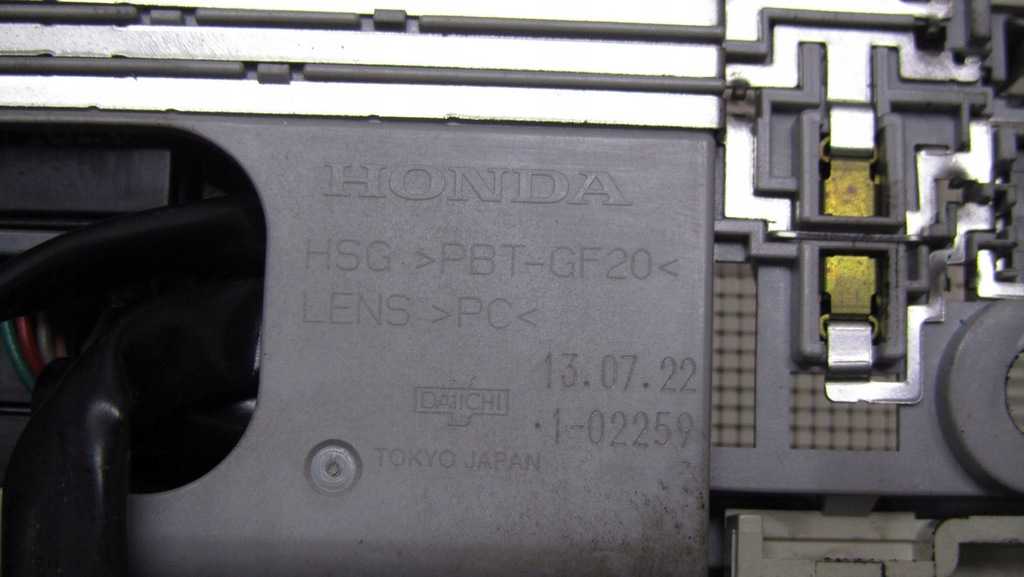 HONDA
HSG >PBT-GF20<
LENS >PC<
13.07.22
DAIICHI
1-02259
TOKYO JAPAN